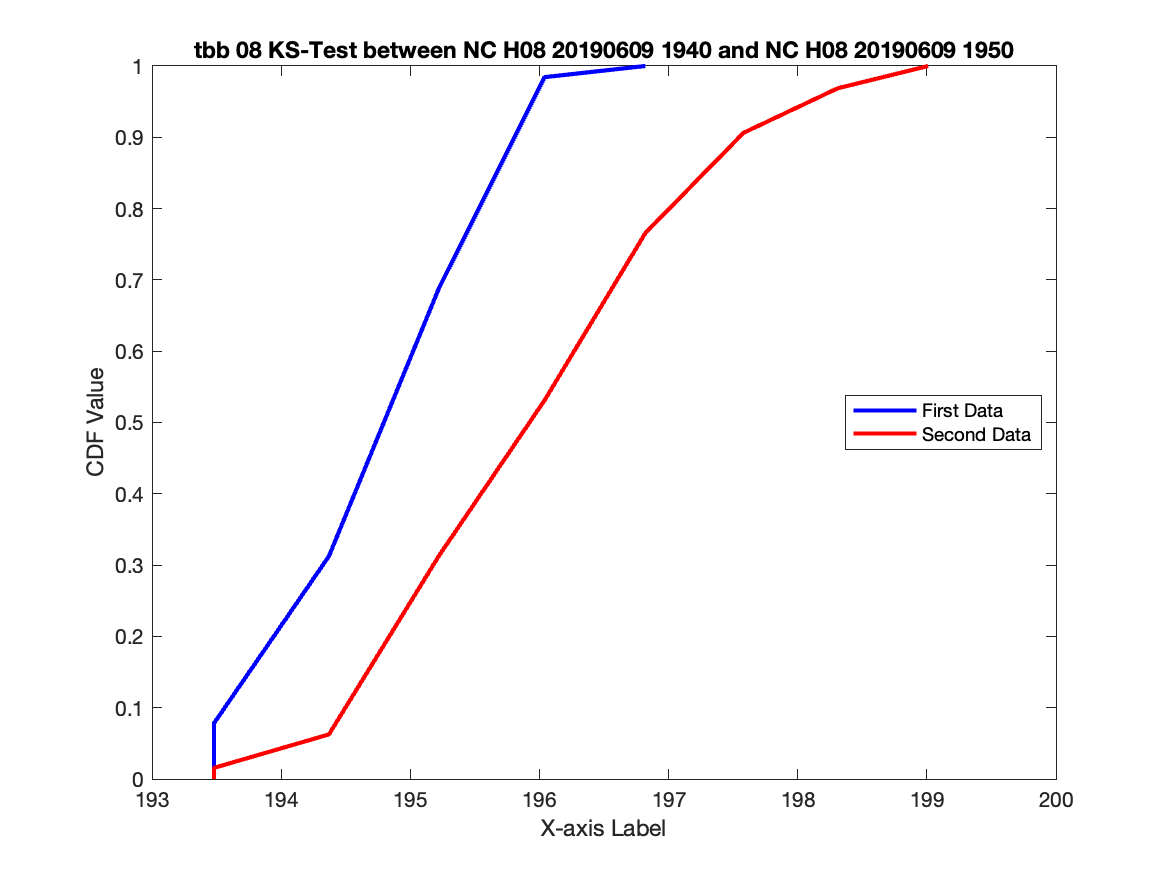 tbb 08 KS-Test between NC H08 20190609 1940 and NC H08 20190609 1950
1
0.9
0.8
0.7
0.6
0.5
0.4
0.3
0.2
0.1
0
CDF Value
First Data
Second Data
193 194 195 196 197 198 199 200
X-axis Label